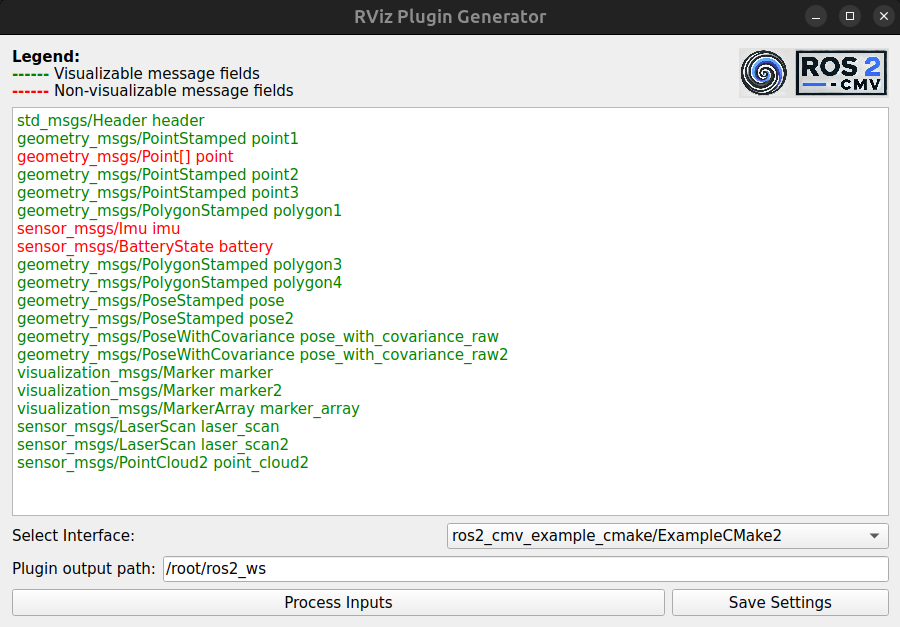 RViz Plugin Generator
Legend:
------ Visualizable message fields
------ Non-visualizable message fields
ROS 2
- CMV
std_msgs/Header header
geometry_msgs/PointStamped point1
geometry_msgs/Point[] point
geometry_msgs/PointStamped point2
geometry_msgs/PointStamped point3
geometry_msgs/PolygonStamped polygon1
sensor_msgs/Imu imu
sensor_msgs/BatteryState battery
geometry_msgs/PolygonStamped polygon3
geometry_msgs/PolygonStamped polygon4
geometry_msgs/PoseStamped pose
geometry_msgs/PoseStamped pose2
geometry_msgs/PoseWithCovariance pose_with_covariance_raw
geometry_msgs/PoseWithCovariance pose_with_covariance_raw2
visualization_msgs/Marker marker
visualization_msgs/Marker marker2
visualization_msgs/MarkerArray marker_array
sensor_msgs/LaserScan laser_scan
sensor_msgs/LaserScan laser_scan2
sensor_msgs/PointCloud2 point_cloud2
Select Interface: ros2_cmv_example_cmake/ExampleCMake2
Plugin output path: /root/ros2_ws
Process Inputs Save Settings